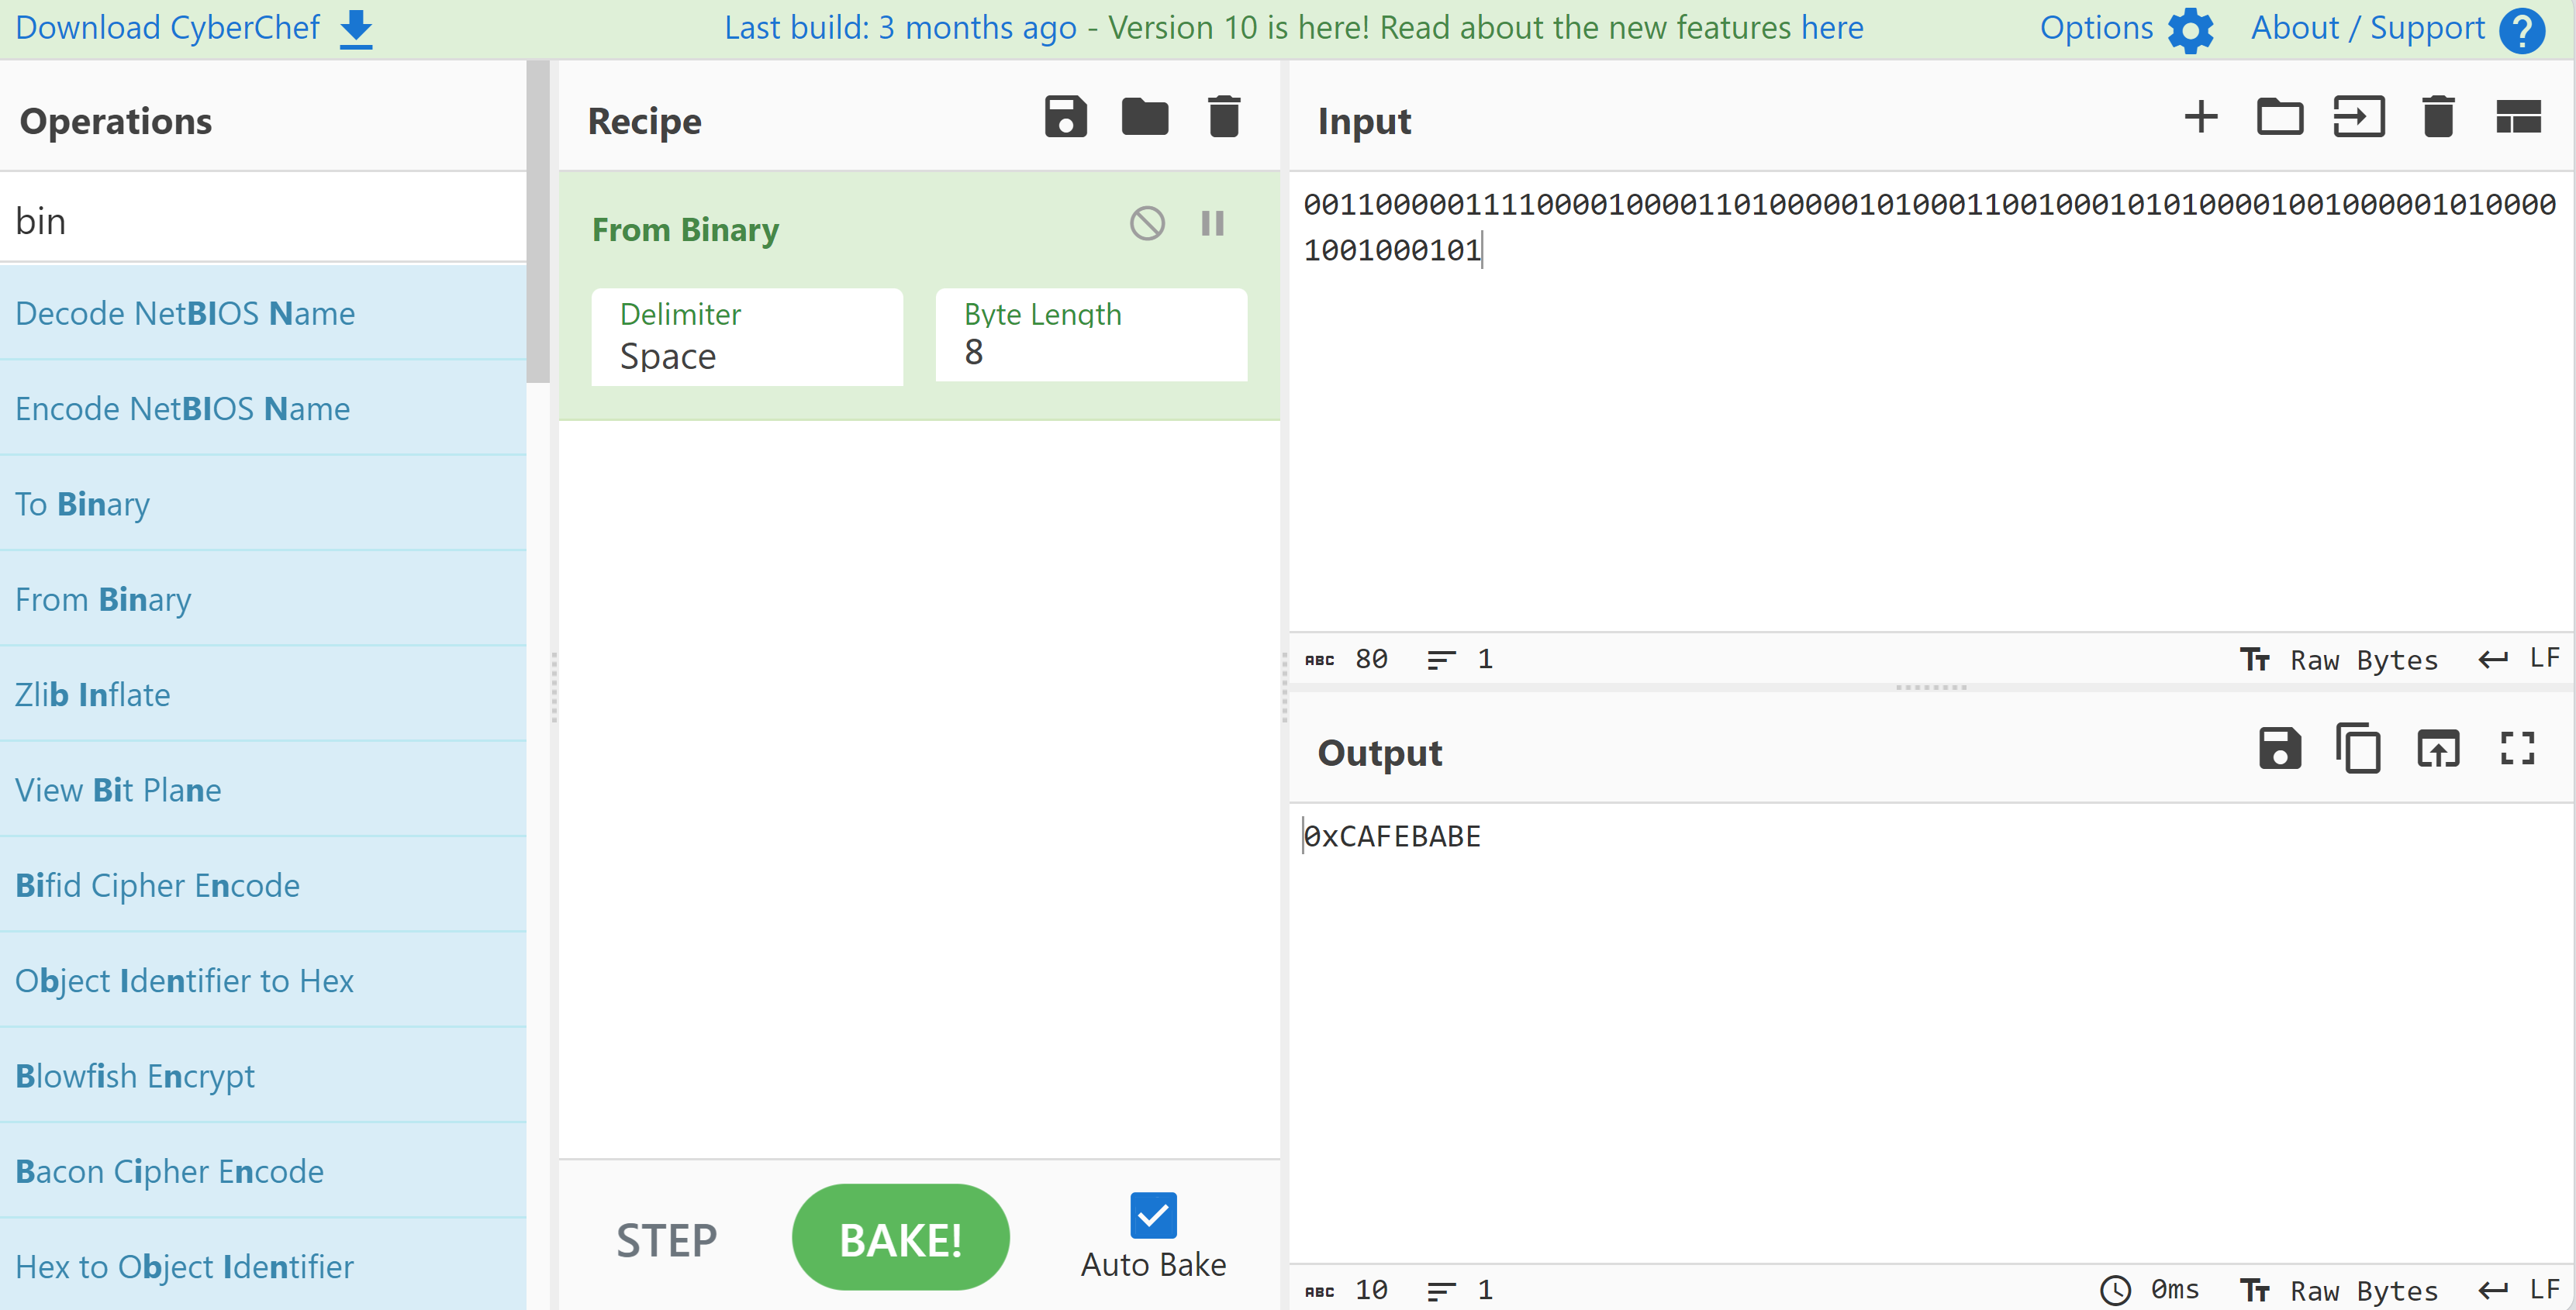 Download CyberChef
Last build: 3 months ago - Version 10 is here! Read about the new features here
Options
About / Support
Operations
bin
Decode NetBIOS Name
Encode NetBIOS Name
To Binary
From Binary
Zlib Inflate
View Bit Plane
Bifid Cipher Encode
Object Identifier to Hex
Blowfish Encrypt
Bacon Cipher Encode
Hex to Object Identifier
Recipe
From Binary
Delimiter
Space
Byte Length
8
STEP
BAKE!
Auto Bake
Input
0011000001111000010000110100000101000110010001010100001001000001010000
1001000101
ABC 80 1
Tт Raw Bytes LF
Output
0xCAFEBABE
ABC 10 1
0ms Tт Raw Bytes LF